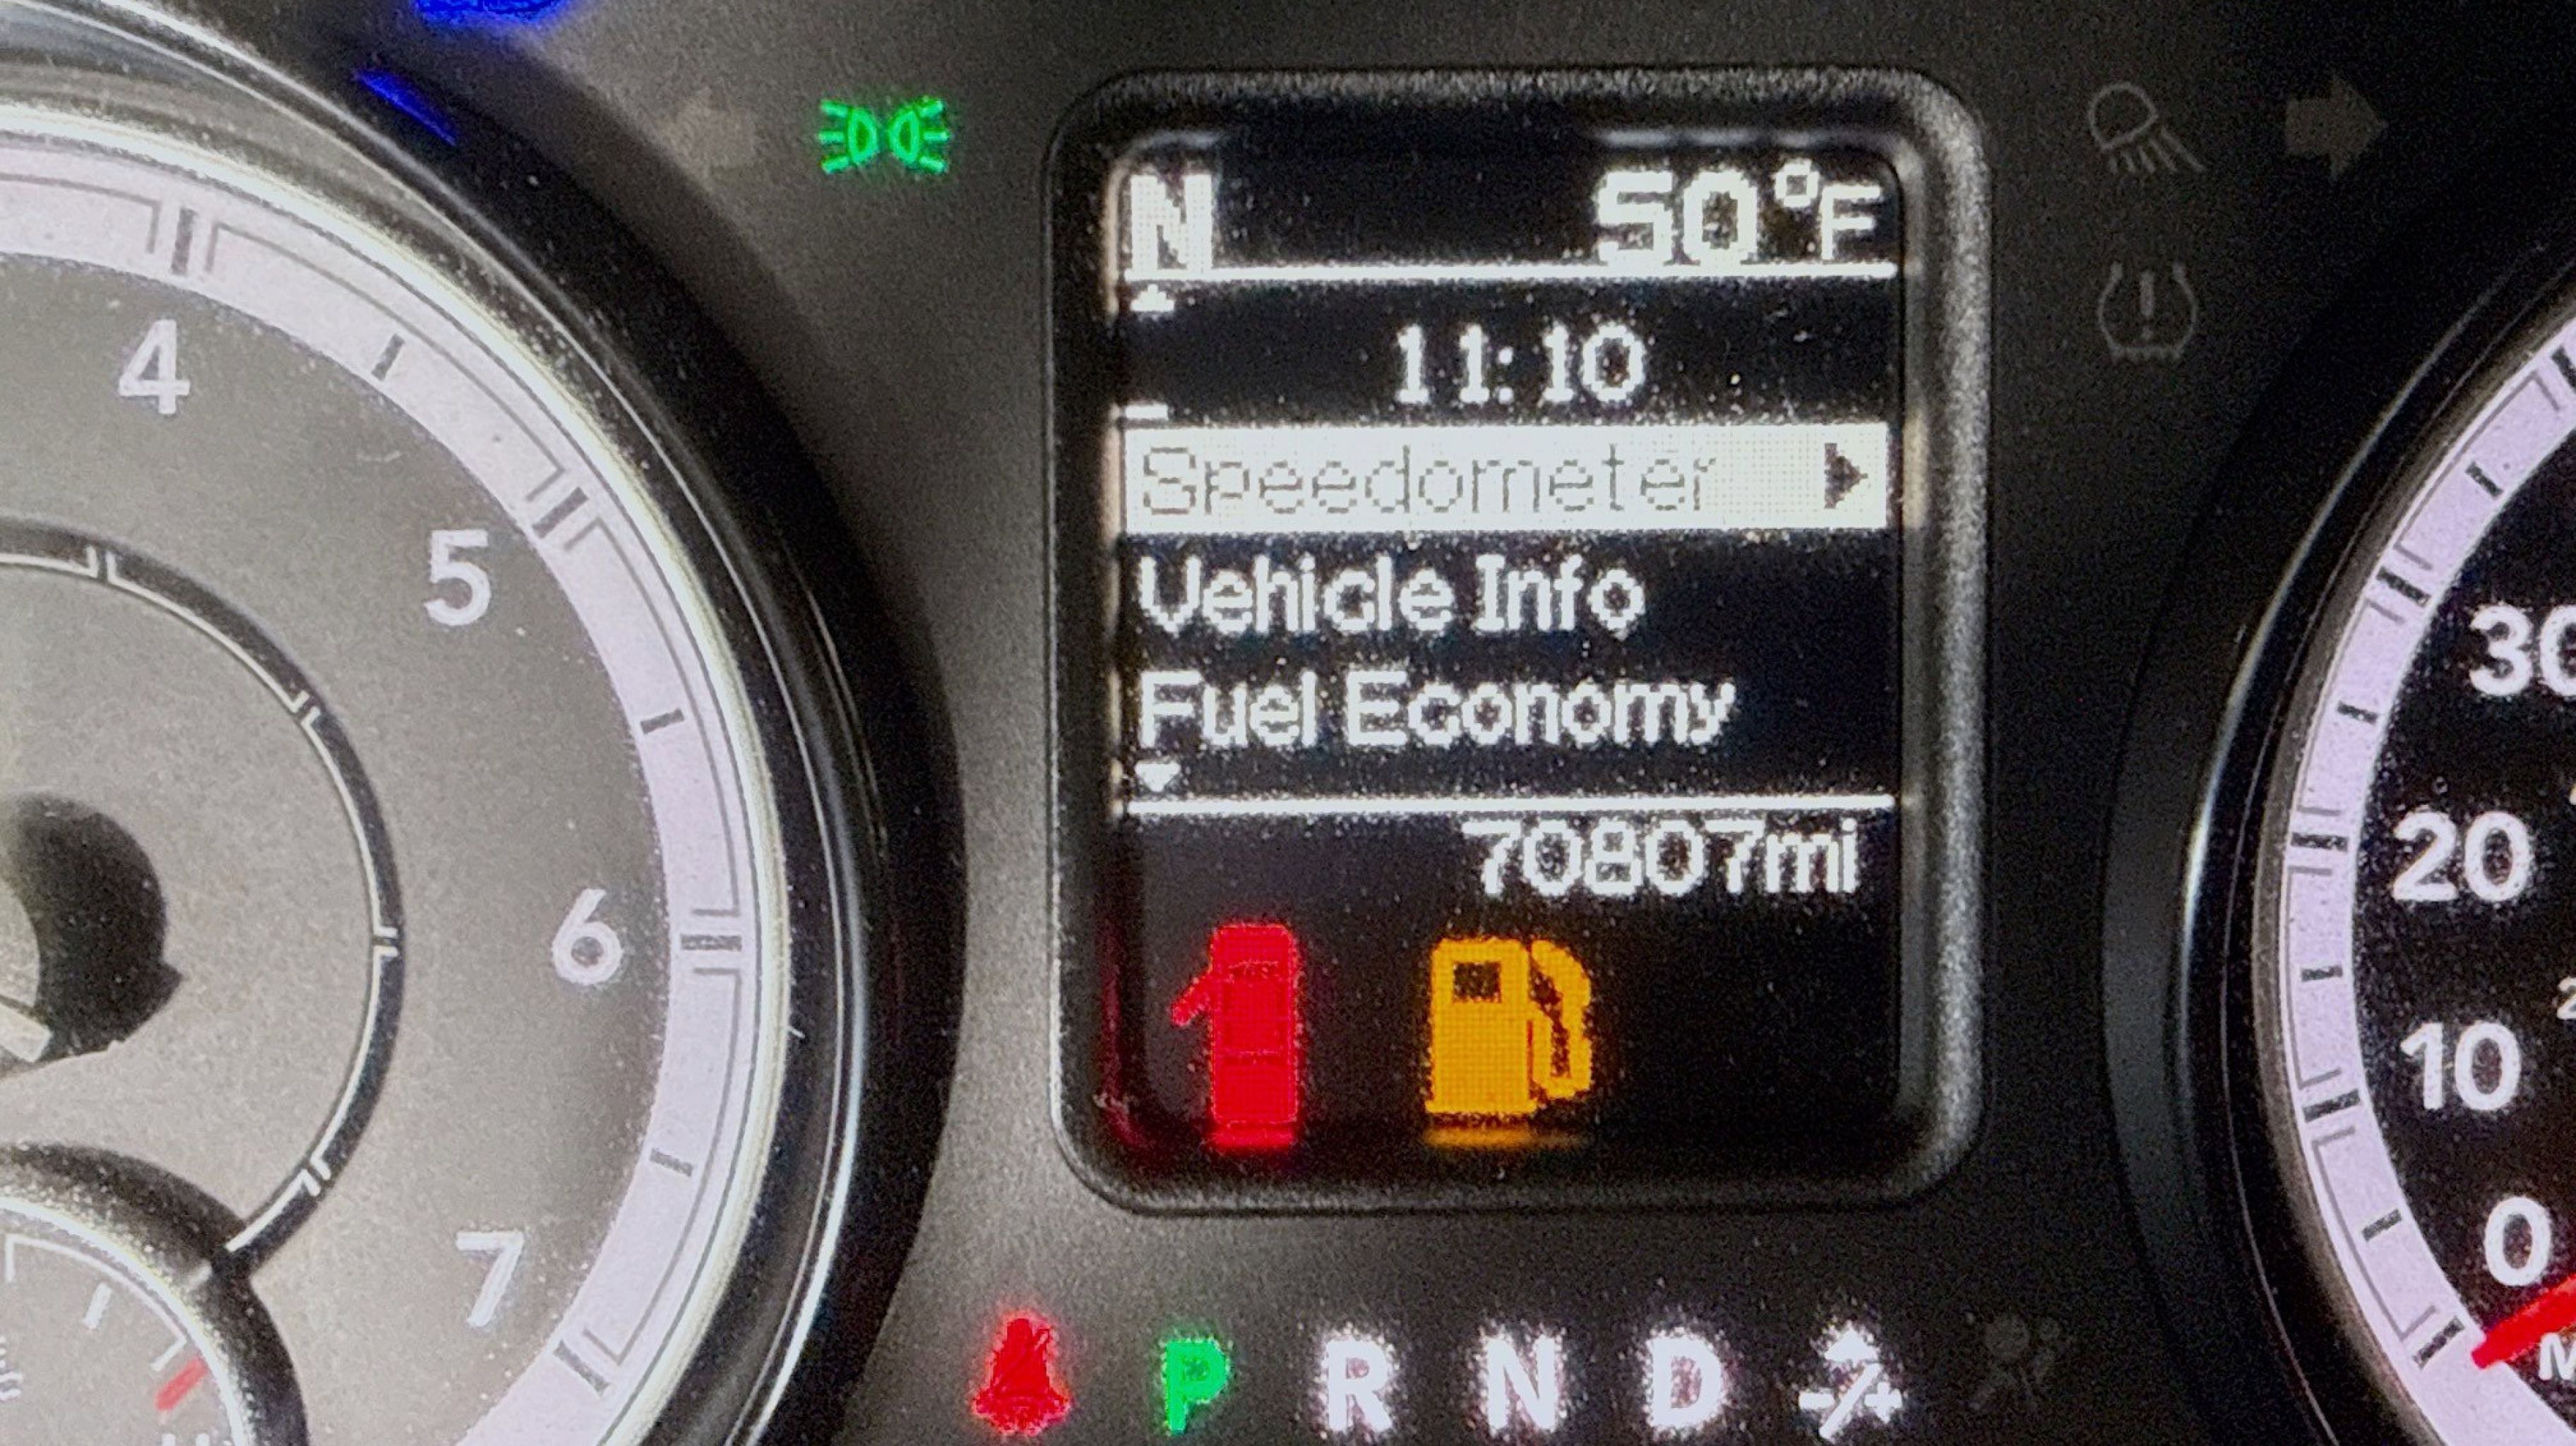 N 50°F
11:10
Speedometer
Vehicle Info
Fuel Economy
70807mi
P R N D -/+
4
5
6
7
30
20
10
0